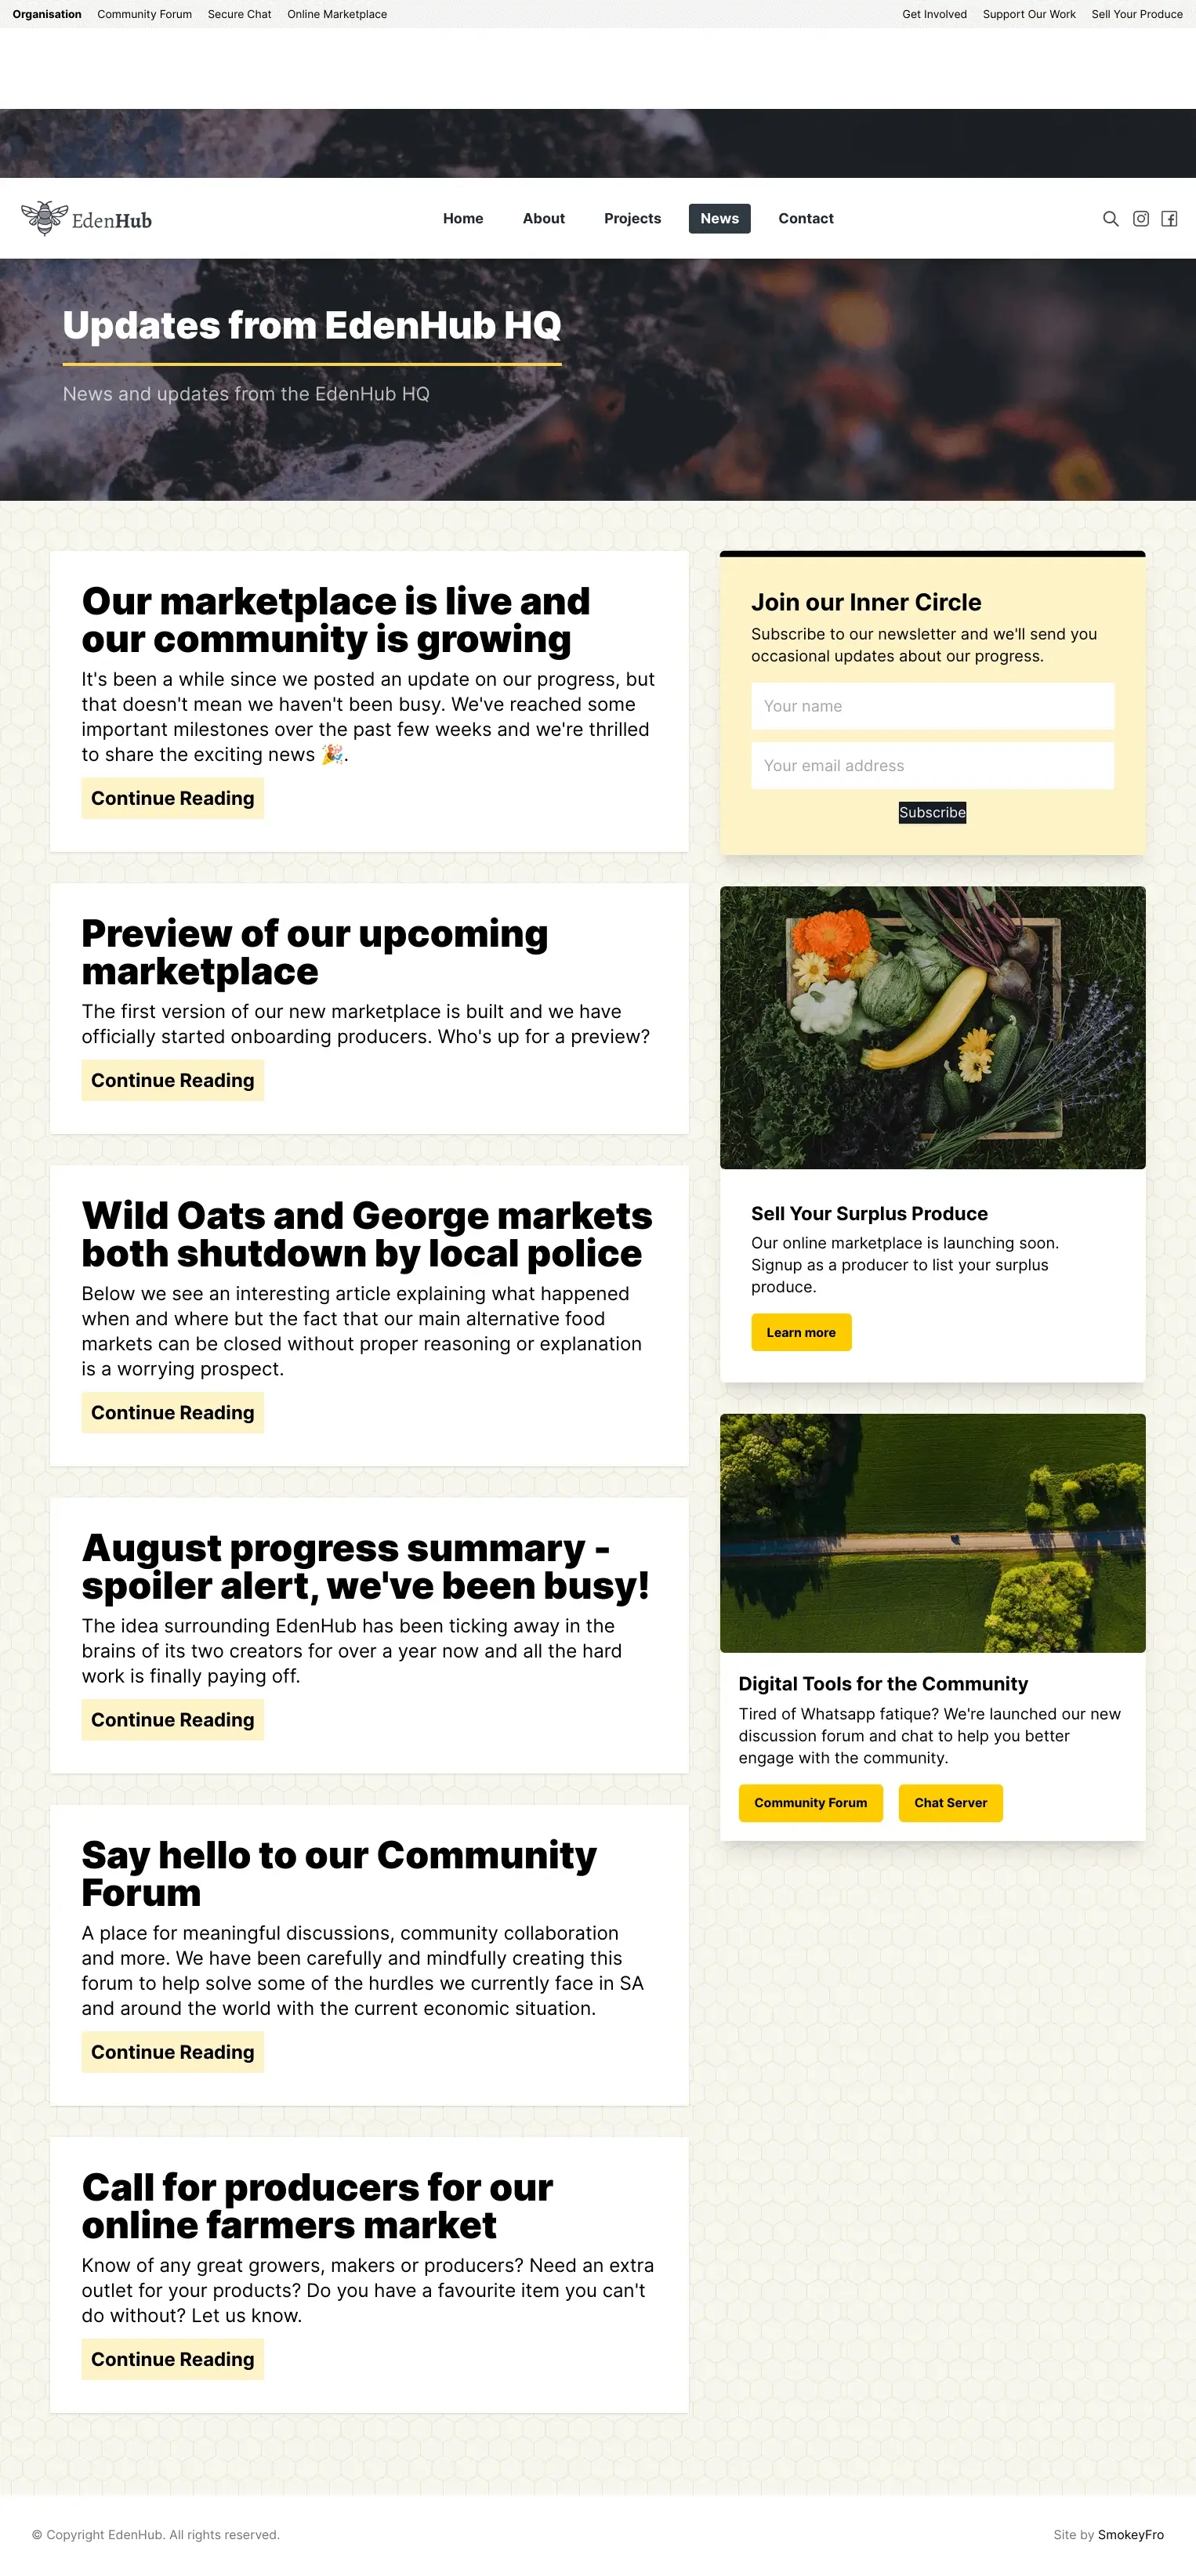 Organisation Community Forum Secure Chat Online Marketplace Get Involved Support Our Work Sell Your Produce
EdenHub Home About Projects News Contact
Updates from EdenHub HQ
News and updates from the EdenHub HQ
Our marketplace is live and
our community is growing
It's been a while since we posted an update on our progress, but
that doesn't mean we haven't been busy. We've reached some
important milestones over the past few weeks and we're thrilled
to share the exciting news 🎉.
Continue Reading
Preview of our upcoming
marketplace
The first version of our new marketplace is built and we have
officially started onboarding producers. Who's up for a preview?
Continue Reading
Wild Oats and George markets
both shutdown by local police
Below we see an interesting article explaining what happened
when and where but the fact that our main alternative food
markets can be closed without proper reasoning or explanation
is a worrying prospect.
Continue Reading
August progress summary -
spoiler alert, we've been busy!
The idea surrounding EdenHub has been ticking away in the
brains of its two creators for over a year now and all the hard
work is finally paying off.
Continue Reading
Say hello to our Community
Forum
A place for meaningful discussions, community collaboration
and more. We have been carefully and mindfully creating this
forum to help solve some of the hurdles we currently face in SA
and around the world with the current economic situation.
Continue Reading
Call for producers for our
online farmers market
Know of any great growers, makers or producers? Need an extra
outlet for your products? Do you have a favourite item you can't
do without? Let us know.
Continue Reading
Join our Inner Circle
Subscribe to our newsletter and we'll send you
occasional updates about our progress.
Your name
Your email address
Subscribe
Sell Your Surplus Produce
Our online marketplace is launching soon.
Signup as a producer to list your surplus
produce.
Learn more
Digital Tools for the Community
Tired of Whatsapp fatique? We're launched our new
discussion forum and chat to help you better
engage with the community.
Community Forum Chat Server
© Copyright EdenHub. All rights reserved. Site by SmokeyFro